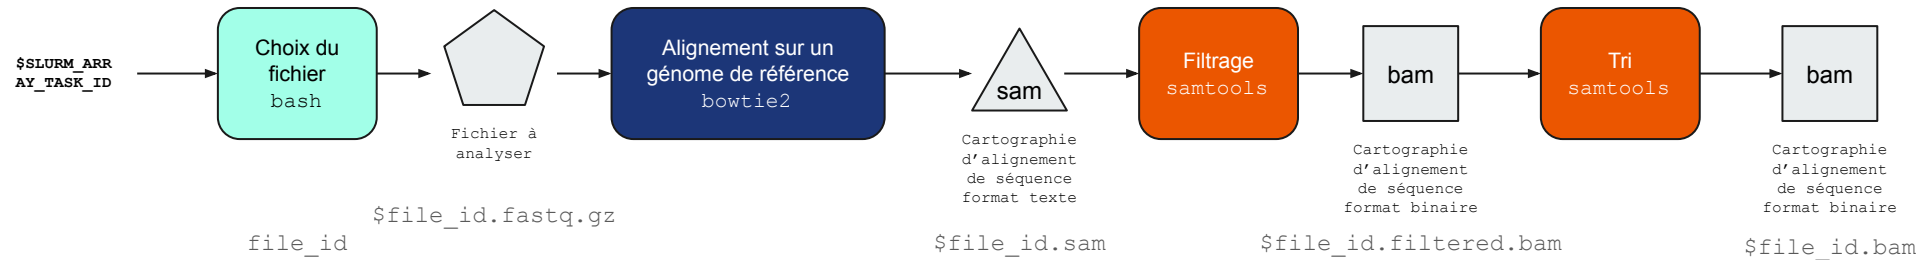 $SLURM_ARR
AY_TASK_ID
Choix du
fichier
bash
Fichier à
analyser
Alignement sur un
génome de référence
bowtie2
sam
Cartographie
d’alignement
de séquence
format texte
Filtrage
samtools
bam
Cartographie
d’alignement
de séquence
format binaire
Tri
samtools
bam
Cartographie
d’alignement
de séquence
format binaire
file_id
$file_id.fastq.gz
$file_id.sam
$file_id.filtered.bam
$file_id.bam